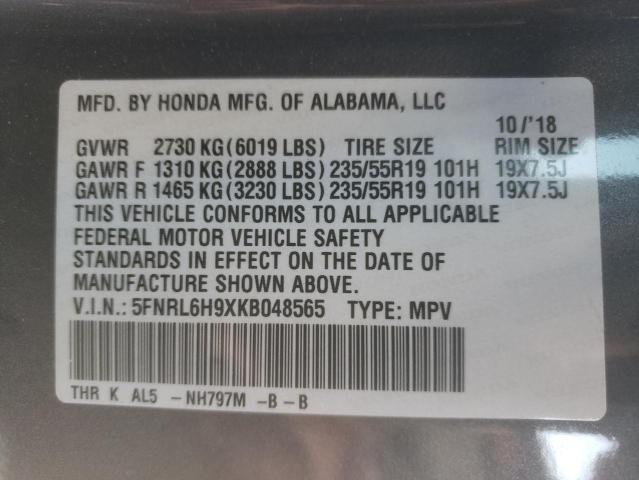 MFD. BY HONDA MFG. OF ALABAMA, LLC
10/'18
GVWR 2730 KG(6019 LBS) TIRE SIZE RIM SIZE
GAWR F 1310 KG(2888 LBS) 235/55R19 101H 19X7.5J
GAWR R 1465 KG(3230 LBS) 235/55R19 101H 19X7.5J
THIS VEHICLE CONFORMS TO ALL APPLICABLE
FEDERAL MOTOR VEHICLE SAFETY
STANDARDS IN EFFECT ON THE DATE OF
MANUFACTURE SHOWN ABOVE.
V.I.N.: 5FNRL6H9XKB048565 TYPE: MPV
THR K AL5 -NH797M -B-B